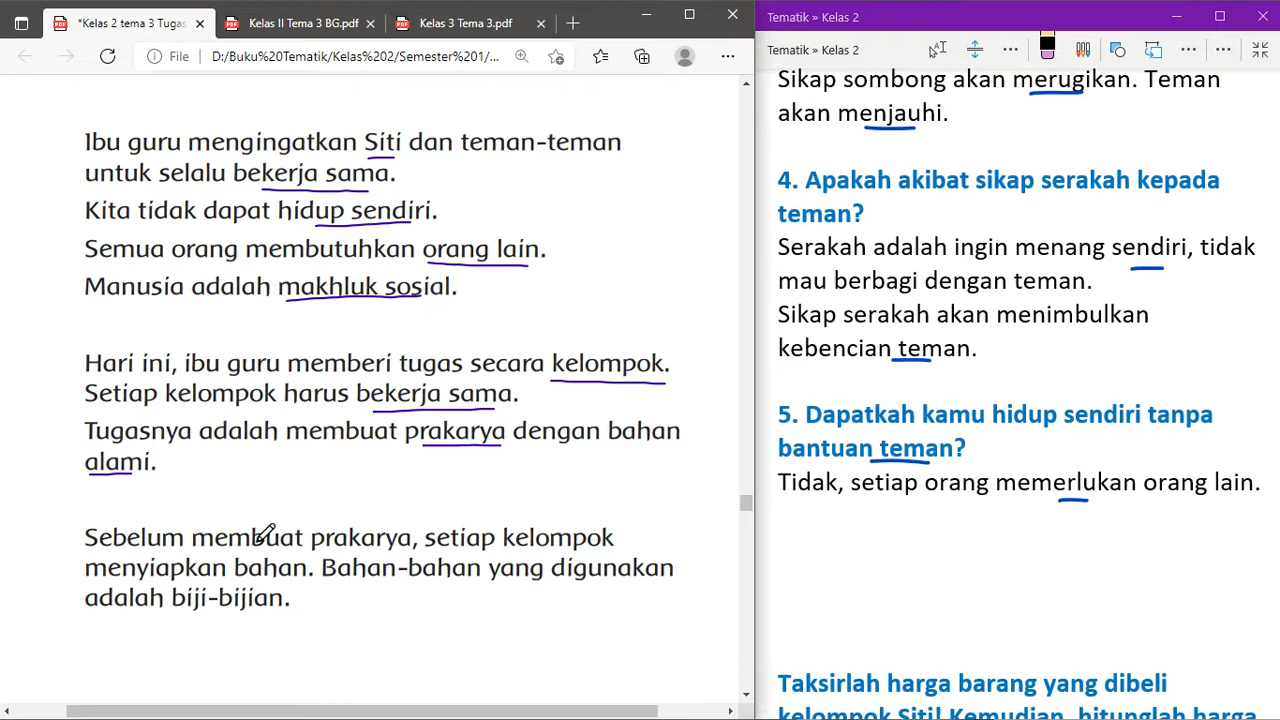 *Kelas 2 tema 3 Tugas
Kelas II Tema 3 BG.pdf
Kelas 3 Tema 3.pdf
File
D:/Buku%20Tematik/Kelas%202/Semester%201/...
Ibu guru mengingatkan Siti dan teman-teman
untuk selalu bekerja sama.
Kita tidak dapat hidup sendiri.
Semua orang membutuhkan orang lain.
Manusia adalah makhluk sosial.
Hari ini, ibu guru memberi tugas secara kelompok.
Setiap kelompok harus bekerja sama.
Tugasnya adalah membuat prakarya dengan bahan
alami.
Sebelum membuat prakarya, setiap kelompok
menyiapkan bahan. Bahan-bahan yang digunakan
adalah biji-bijian.
Tematik » Kelas 2
Tematik » Kelas 2
Sikap sombong akan merugikan. Teman
akan menjauhi.
4. Apakah akibat sikap serakah kepada
teman?
Serakah adalah ingin menang sendiri, tidak
mau berbagi dengan teman.
Sikap serakah akan menimbulkan
kebencian teman.
5. Dapatkah kamu hidup sendiri tanpa
bantuan teman?
Tidak, setiap orang memerlukan orang lain.
Taksirlah harga barang yang dibeli
kelompok Siti! Kemudian, hitunglah harga